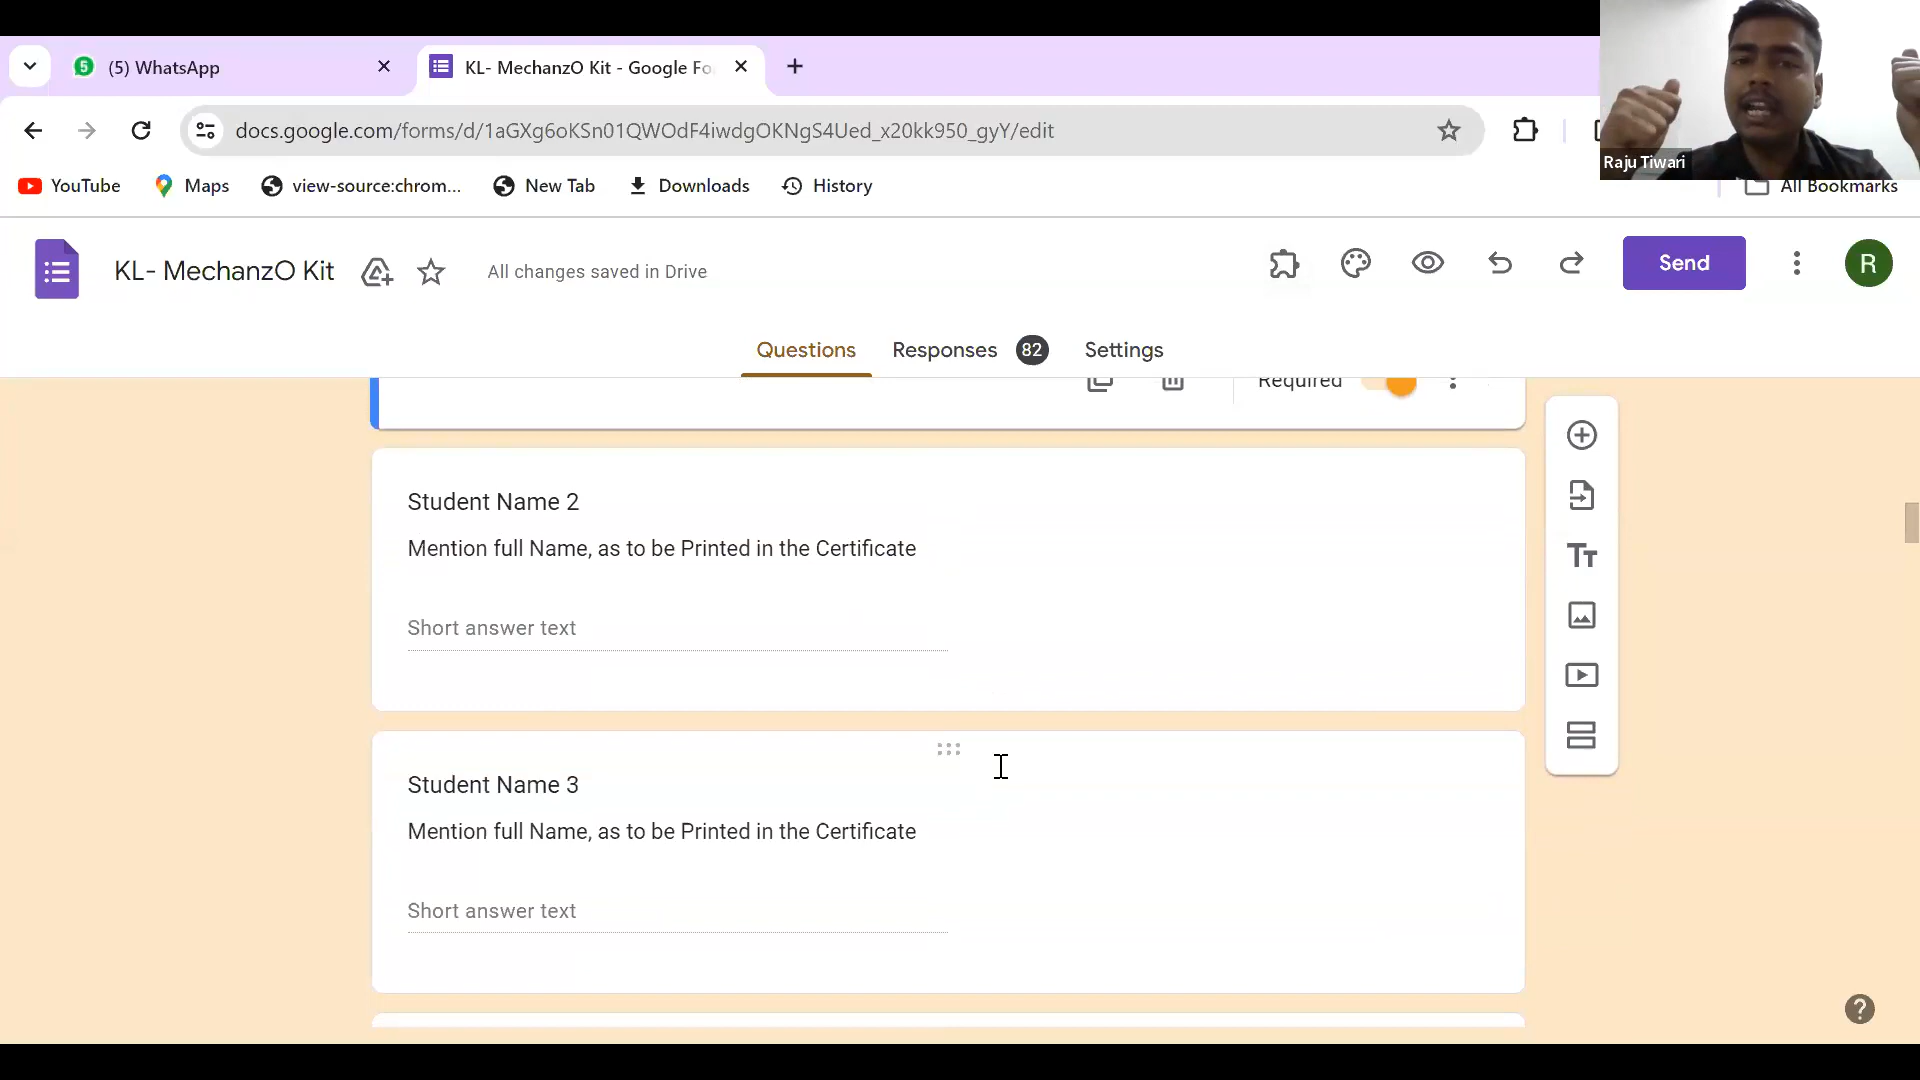 5 (5) WhatsApp
KL- MechanzO Kit - Google Fo
docs.google.com/forms/d/1aGXg6oKSn01QWOdF4iwdgOKNgS4Ued_x20kk950_gyY/edit
Raju Tiwari
YouTube Maps view-source:chrom... New Tab Downloads History All Bookmarks
KL- MechanzO Kit All changes saved in Drive Send R
Questions Responses 82 Settings
Required
Student Name 2
Mention full Name, as to be Printed in the Certificate
Short answer text
Student Name 3
Mention full Name, as to be Printed in the Certificate
Short answer text